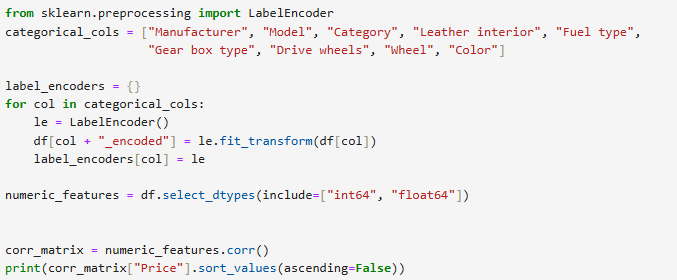 from sklearn.preprocessing import LabelEncoder
categorical_cols = ["Manufacturer", "Model", "Category", "Leather interior", "Fuel type",
                    "Gear box type", "Drive wheels", "Wheel", "Color"]

label_encoders = {}
for col in categorical_cols:
    le = LabelEncoder()
    df[col + "_encoded"] = le.fit_transform(df[col])
    label_encoders[col] = le

numeric_features = df.select_dtypes(include=["int64", "float64"])


corr_matrix = numeric_features.corr()
print(corr_matrix["Price"].sort_values(ascending=False))